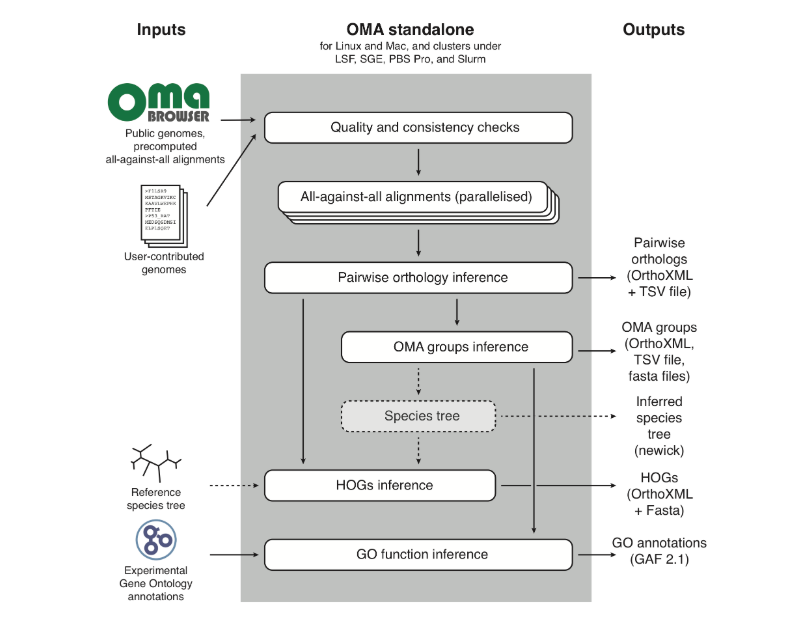 Inputs
OMA standalone
for Linux and Mac, and clusters under
LSF, SGE, PBS Pro, and Slurm
Outputs
oma
BROWSER
Public genomes,
precomputed
all-against-all alignments
Quality and consistency checks
All-against-all alignments (parallelised)
User-contributed
genomes
Pairwise orthology inference
Pairwise
orthologs
(OrthoXML
+ TSV file)
OMA groups inference
OMA groups
(OrthoXML,
TSV file,
fasta files)
Species tree
Inferred
species
tree
(newick)
Reference
species tree
HOGs inference
HOGs
(OrthoXML
+ Fasta)
Experimental
Gene Ontology
annotations
GO function inference
GO annotations
(GAF 2.1)